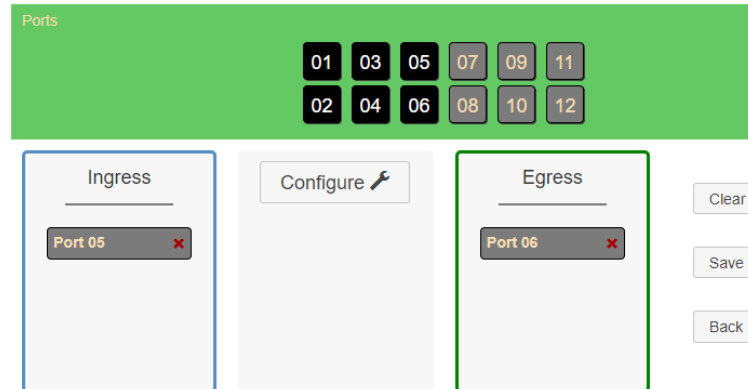 Ports
01 03 05 07 09 11
02 04 06 08 10 12
Ingress
Configure
Egress
Clear
Port 05
Port 06
Save
Back